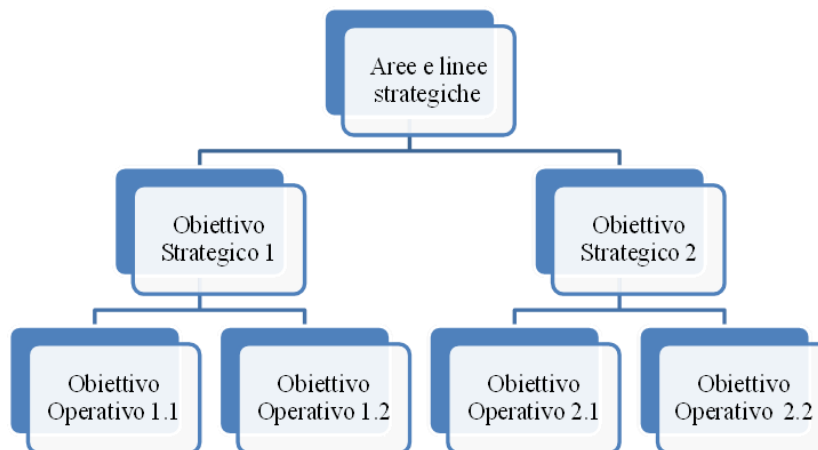 Aree e linee
strategiche
Obiettivo
Strategico 1
Obiettivo
Strategico 2
Obiettivo
Operativo 1.1
Obiettivo
Operativo 1.2
Obiettivo
Operativo 2.1
Obiettivo
Operativo 2.2